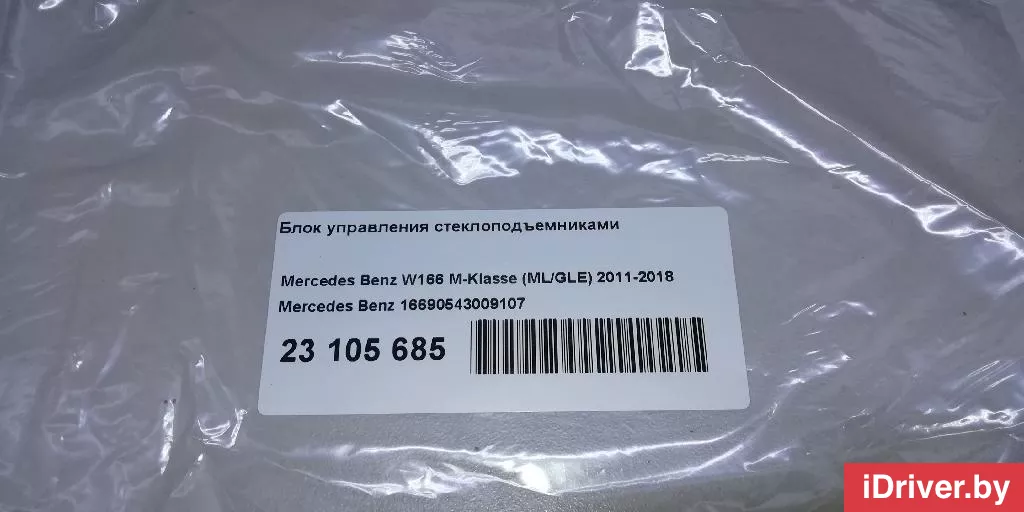 Блок управления стеклоподъемниками
Mercedes Benz W166 M-Klasse (ML/GLE) 2011-2018
Mercedes Benz 16690543009107
23 105 685
iDriver.by